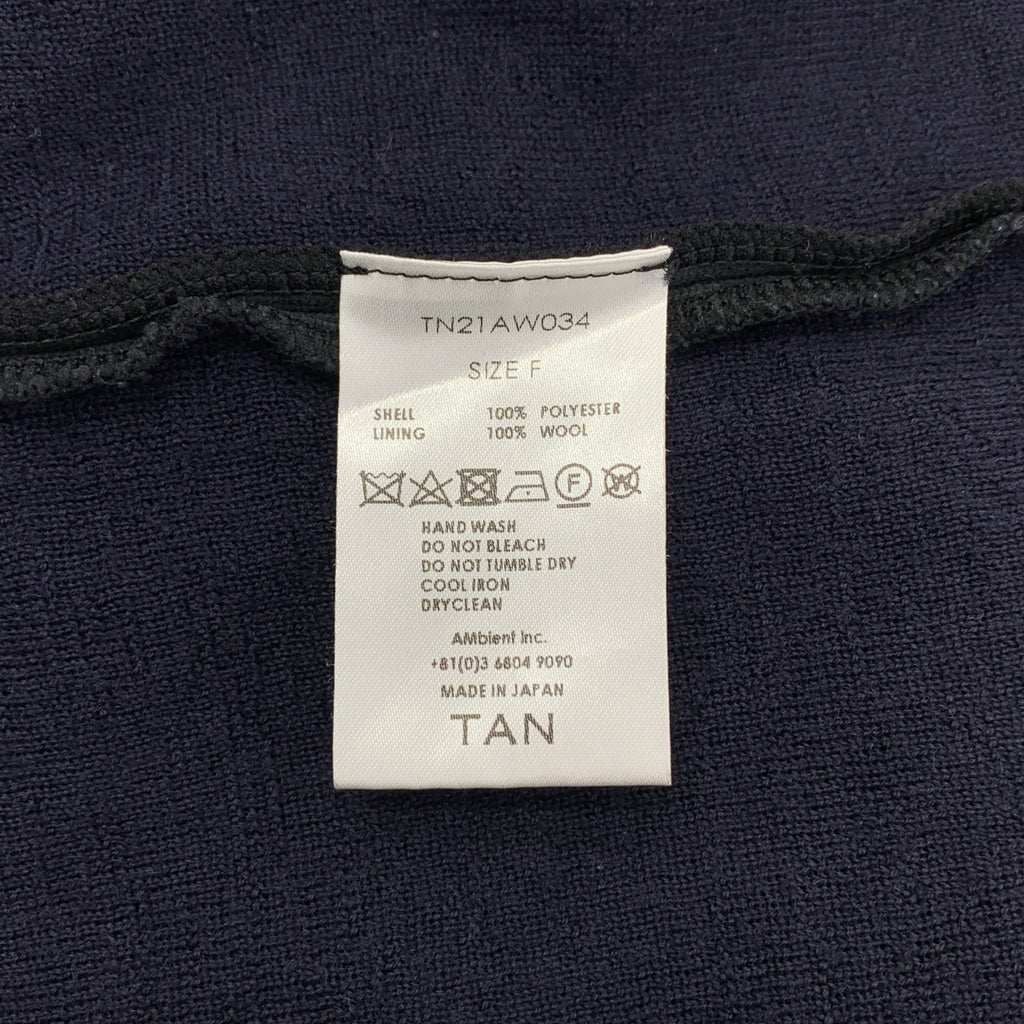 TN21AW034
SIZE F
SHELL 100% POLYESTER
LINING 100% WOOL
F W
HAND WASH
DO NOT BLEACH
DO NOT TUMBLE DRY
COOL IRON
DRYCLEAN
AMbient Inc.
+81(0)3 6804 9090
MADE IN JAPAN
TAN